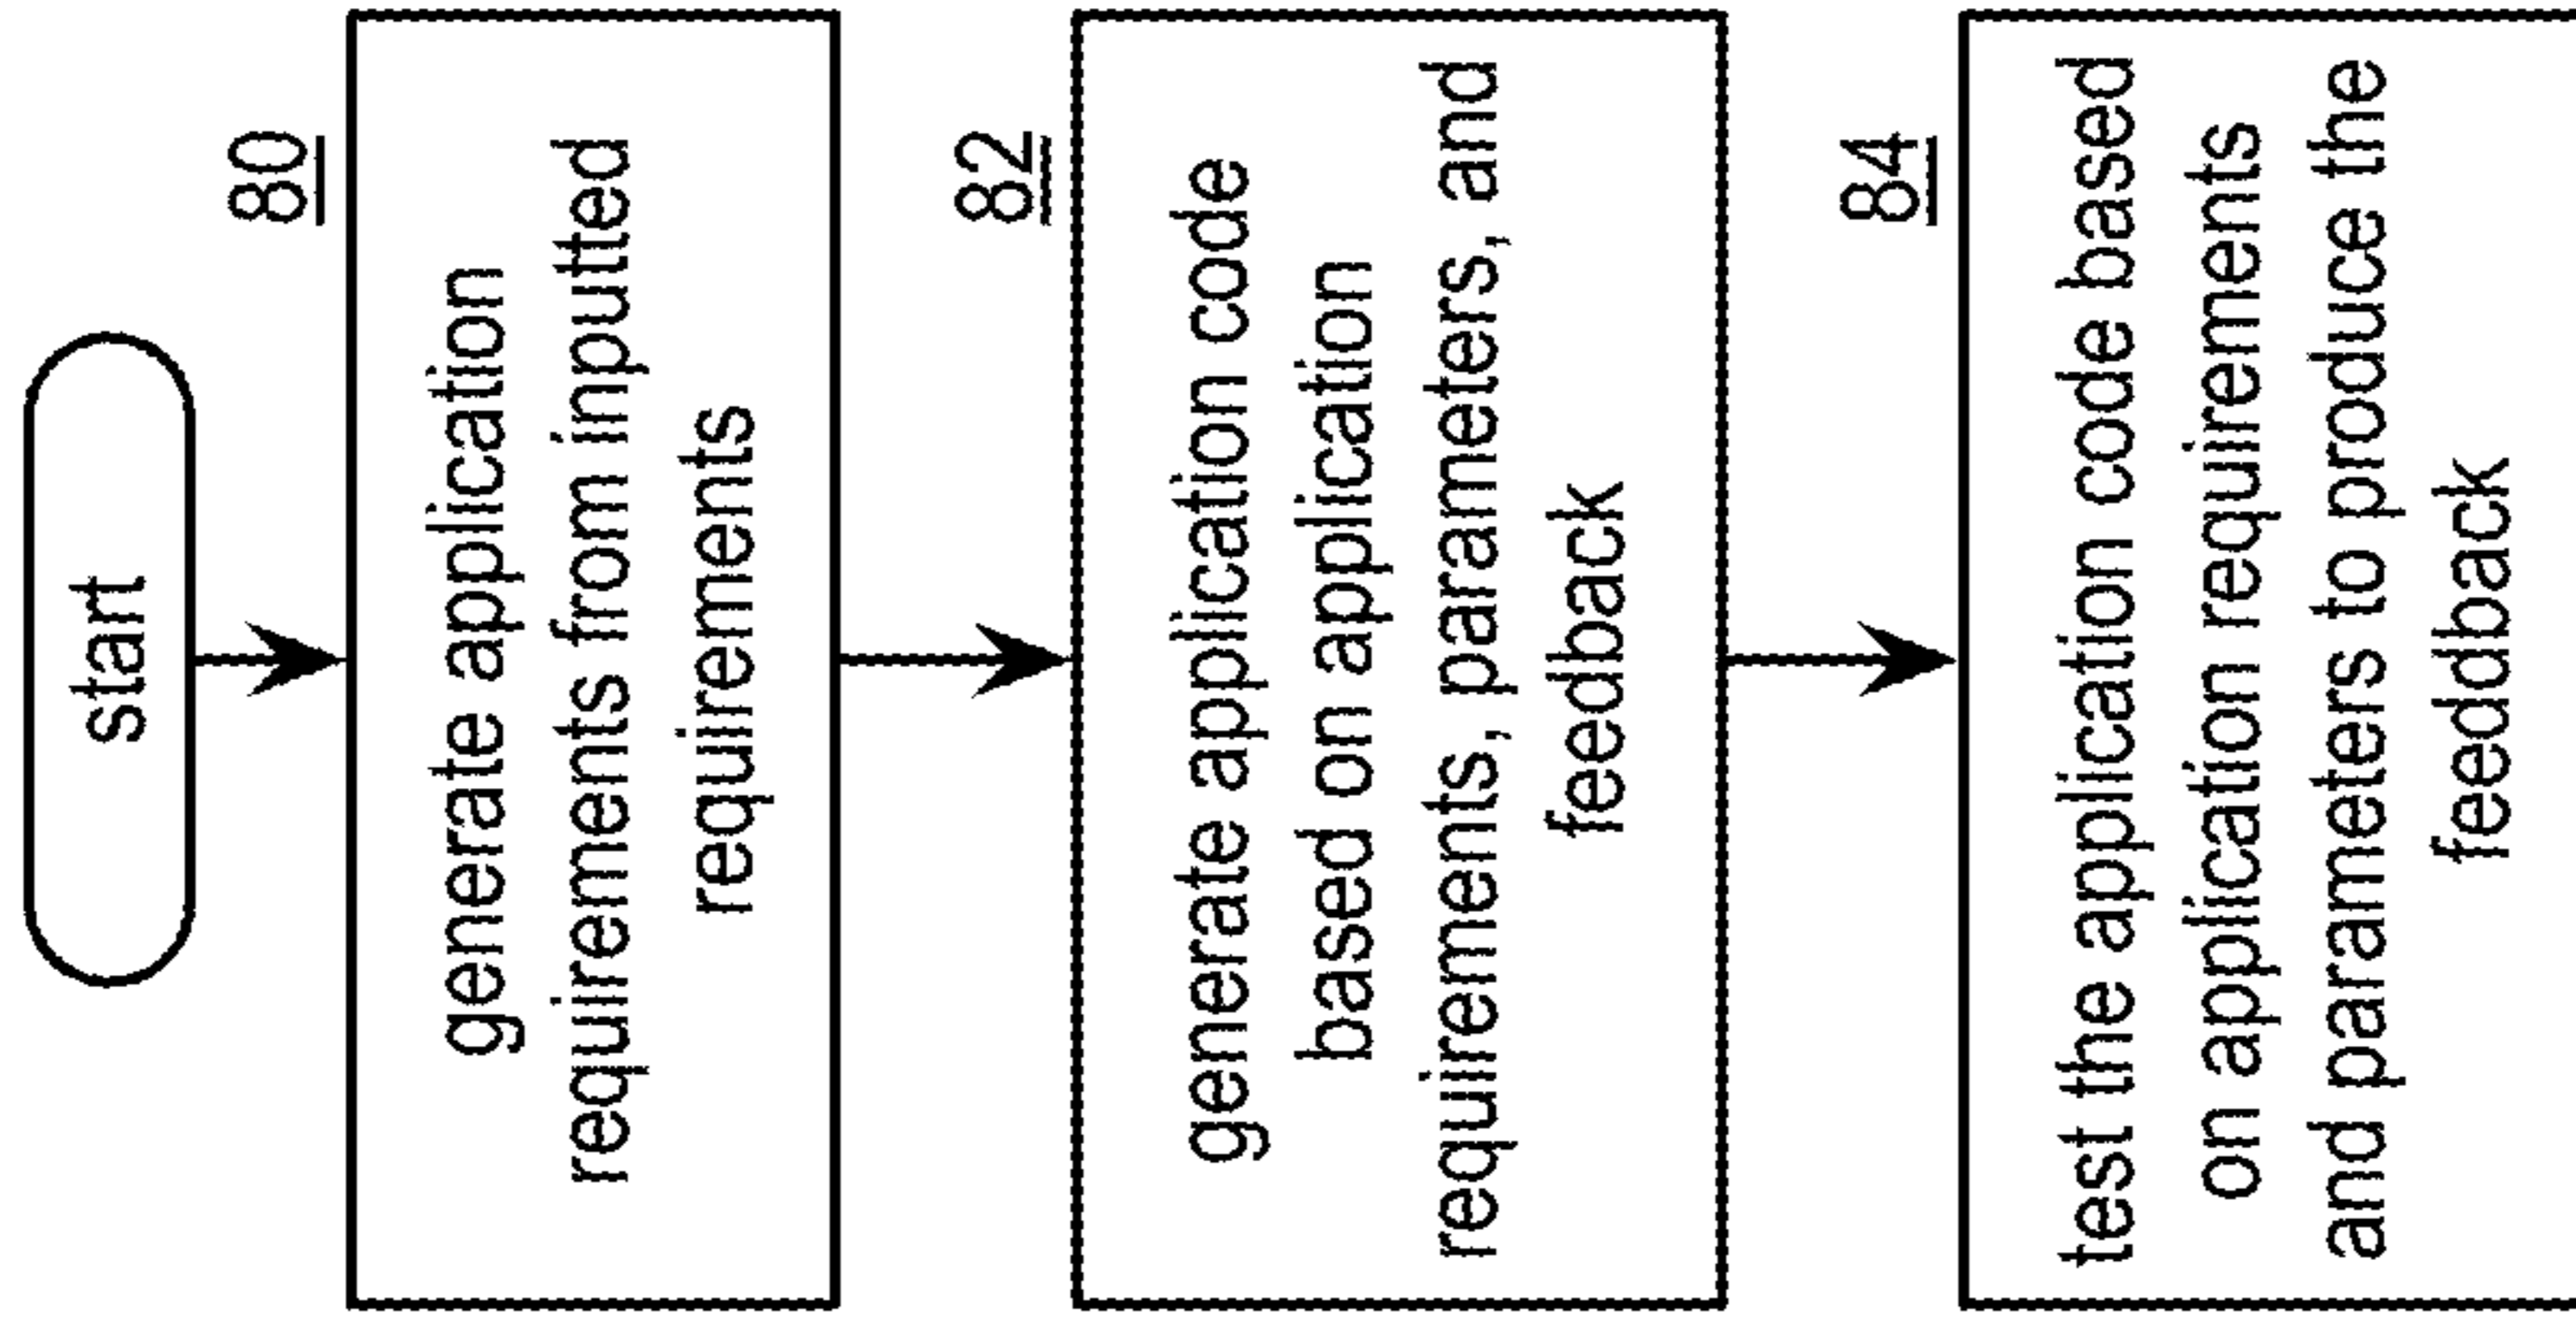 start
80
generate application
requirements from inputted
requirements
82
generate application code
based on application
requirements, parameters, and
feedback
84
test the application code based
on application requirements
and parameters to produce the
feeddback